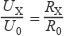 U_X/U_0 = R_X/R_0